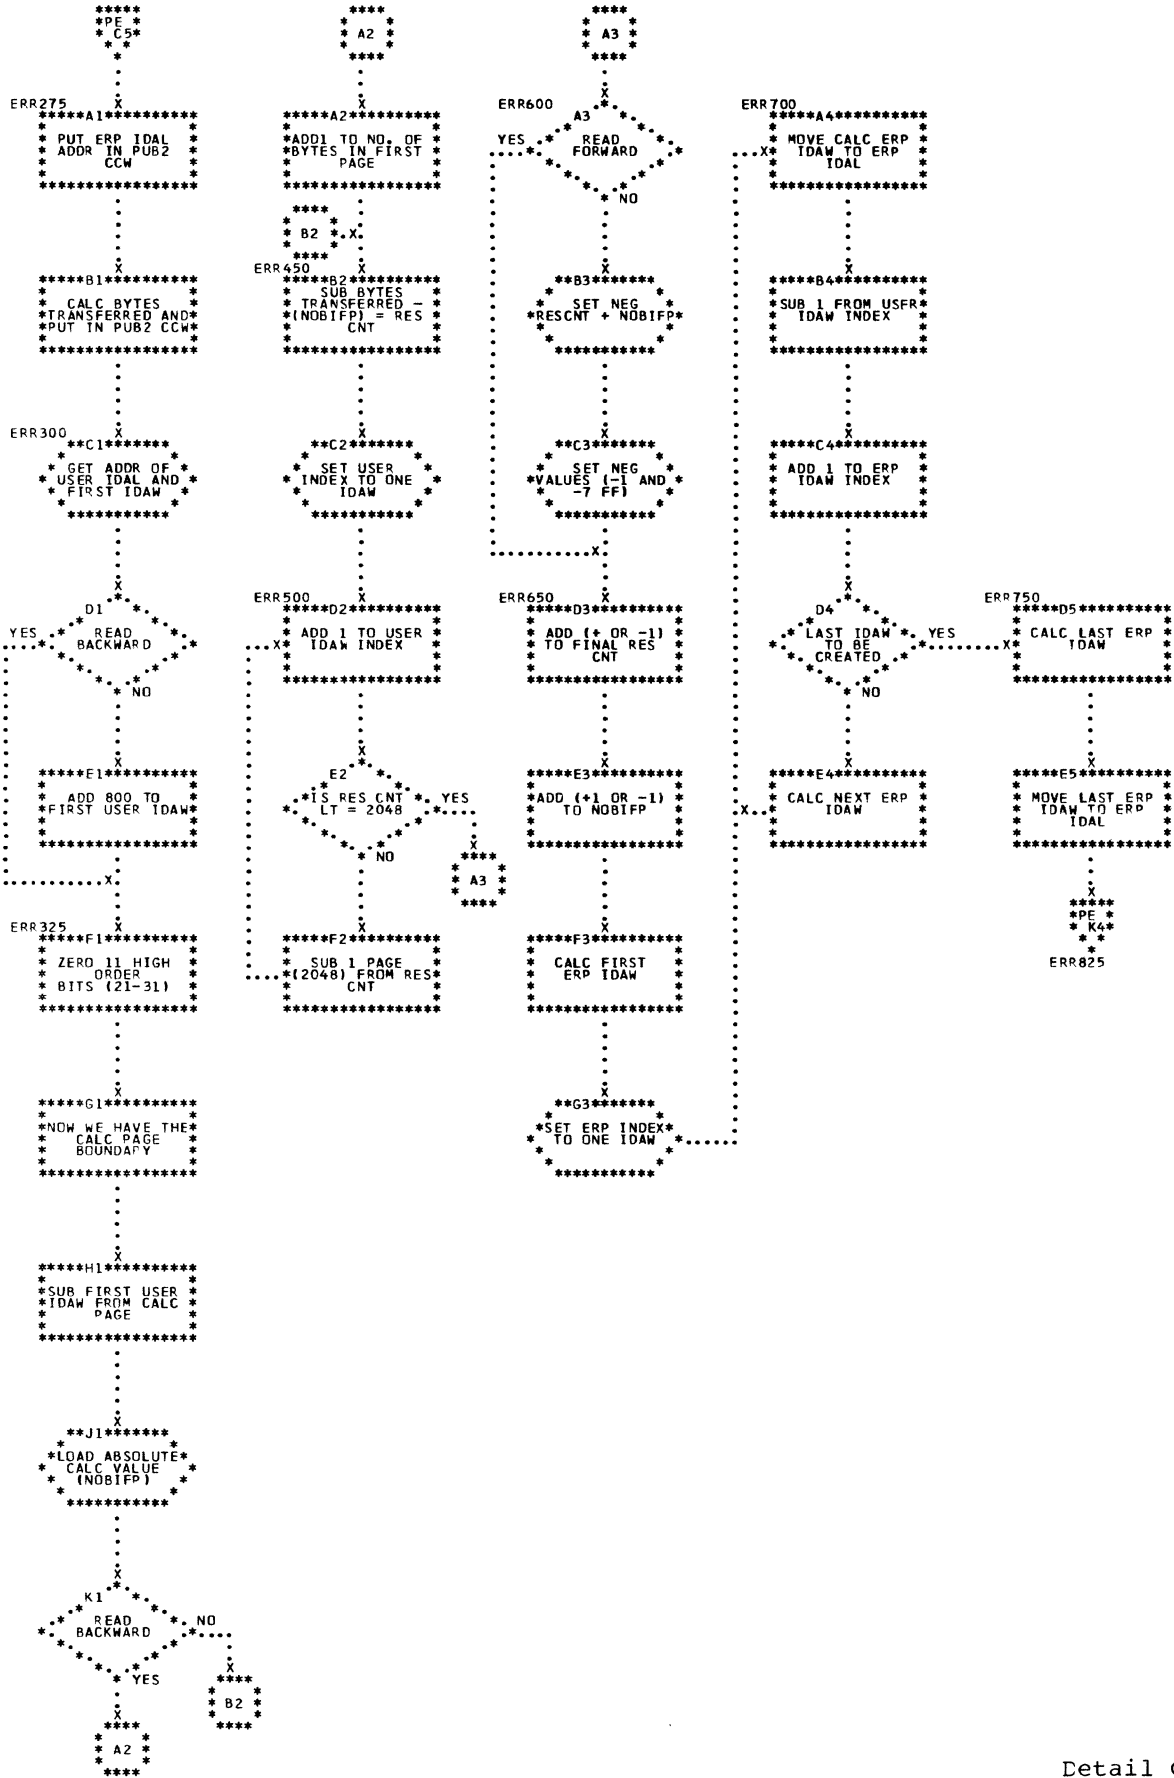 PE
C5
ERR275
A1
PUT ERP IDAL
ADDR IN PUB2
CCW
B1
CALC BYTES
TRANSFERRED AND
PUT IN PUB2 CCW
ERR300
C1
GET ADDR OF
USER IDAL AND
FIRST IDAW
D1
YES
READ
BACKWARD
NO
E1
ADD 800 TO
FIRST USER IDAW
ERR325
F1
ZERO 11 HIGH
ORDER
BITS (21-31)
G1
NOW WE HAVE THE
CALC PAGE
BOUNDARY
H1
SUB FIRST USER
IDAW FROM CALC
PAGE
J1
LOAD ABSOLUTE
CALC VALUE
(NOBIFP)
K1
READ
BACKWARD
NO
YES
B2
A2
A2
A2
ADD1 TO NO. OF
BYTES IN FIRST
PAGE
B2
ERR450
B2
SUB BYTES
TRANSFERRED -
(NOBIFP) = RES
CNT
C2
SET USER
INDEX TO ONE
IDAW
ERR500
D2
ADD 1 TO USER
IDAW INDEX
E2
IS RES CNT
LT = 2048
YES
NO
A3
F2
SUB 1 PAGE
(2048) FROM RES
CNT
A3
ERR600
A3
YES
READ
FORWARD
NO
B3
SET NEG
RESCNT + NOBIFP
C3
SET NEG
VALUES (-1 AND
-7 FF)
ERR650
D3
ADD (+ OR -1)
TO FINAL RES
CNT
E3
ADD (+1 OR -1)
TO NOBIFP
F3
CALC FIRST
ERP IDAW
G3
SET ERP INDEX
TO ONE IDAW
ERR700
A4
MOVE CALC ERP
IDAW TO ERP
IDAL
B4
SUB 1 FROM USER
IDAW INDEX
C4
ADD 1 TO ERP
IDAW INDEX
D4
LAST IDAW
TO BE
CREATED
YES
NO
E4
CALC NEXT ERP
IDAW
ERR750
D5
CALC LAST ERP
IDAW
E5
MOVE LAST ERP
IDAW TO ERP
IDAL
PE
K4
ERR825
Detail